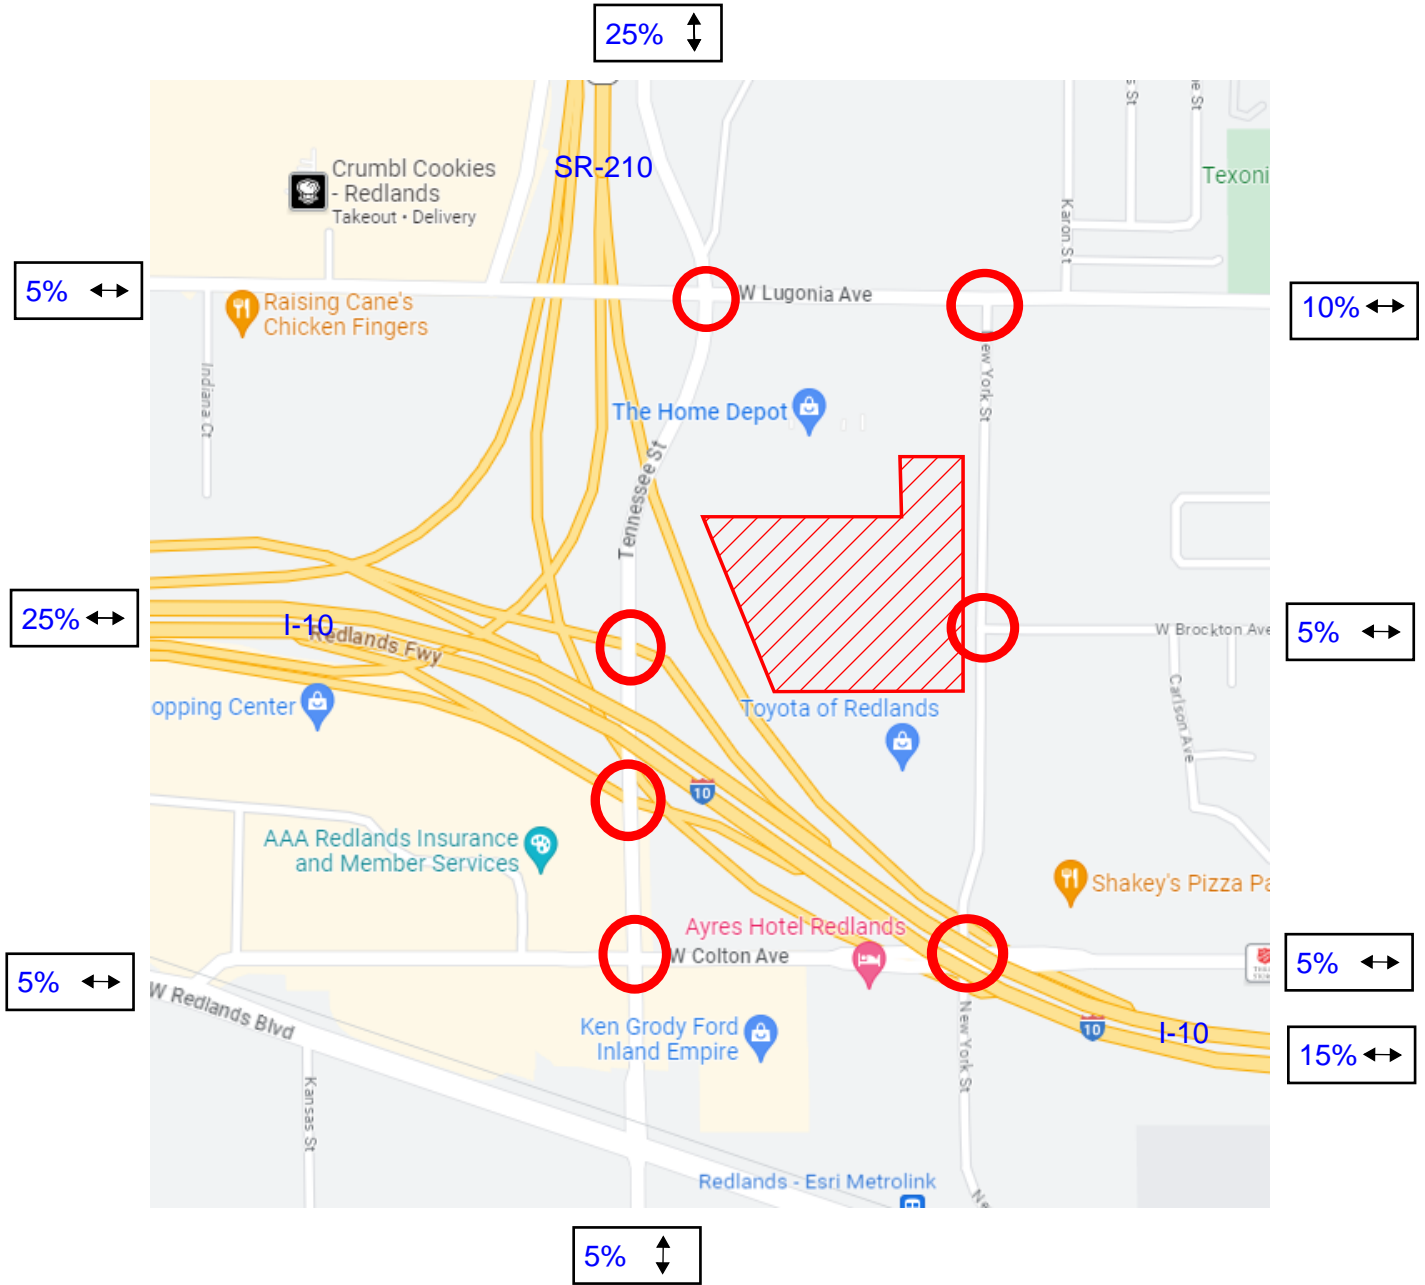 25%
SR-210
s St
e St
Crumbl Cookies
- Redlands
Takeout • Delivery
Texoni
Karon St
5%
W Lugonia Ave
10%
Raising Cane's
Chicken Fingers
Indiana Ct
New York St
The Home Depot
Tennessee St
25%
I-10
Redlands Fwy
W Brockton Ave
5%
opping Center
Toyota of Redlands
Carlson Ave
10
AAA Redlands Insurance
and Member Services
Shakey's Pizza Pa
Ayres Hotel Redlands
W Colton Ave
5%
5%
W Redlands Blvd
Ken Grody Ford
Inland Empire
New York St
10
I-10
15%
Kansas St
Redlands - Esri Metrolink
Ne
5%